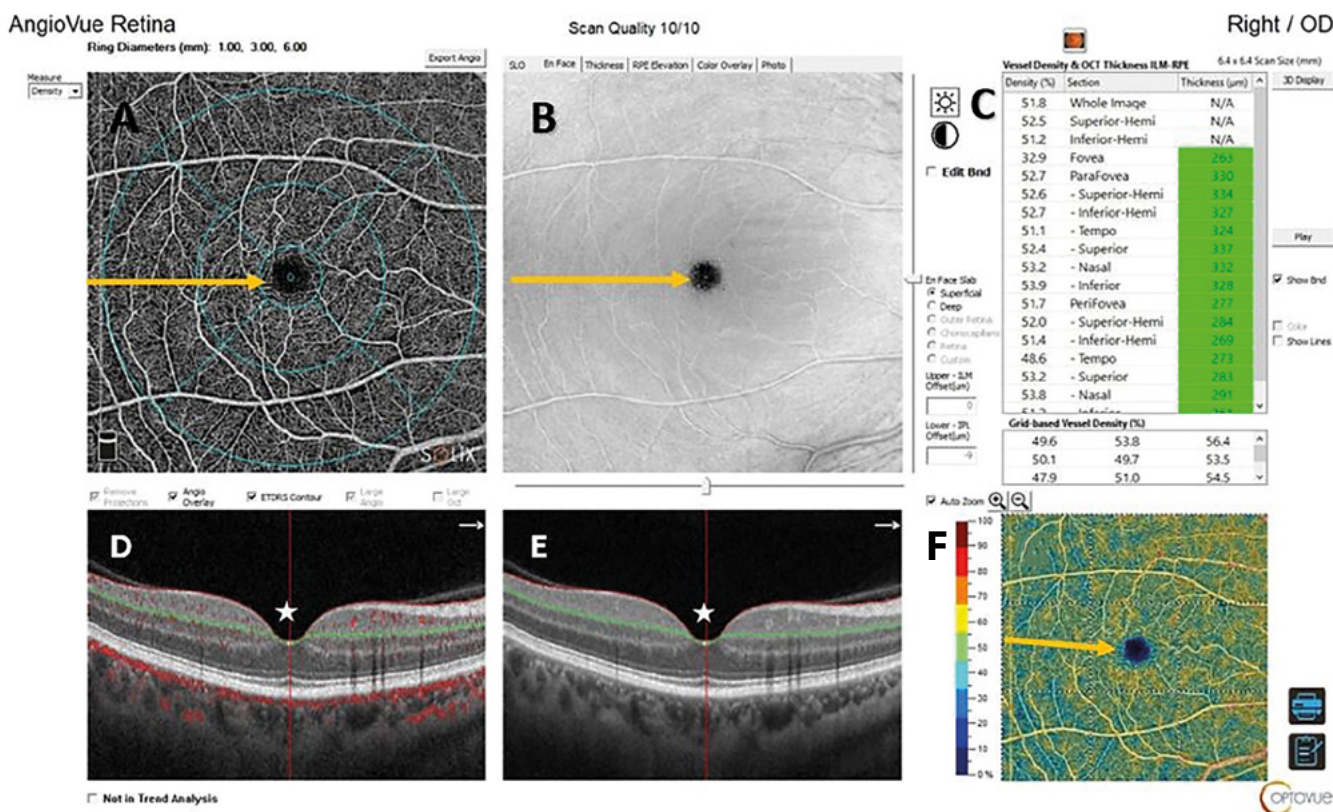 AngioVue Retina
Scan Quality 10/10
Right / OD
Ring Diameters (mm): 1.00, 3.00, 6.00
Export Angio
Measure
Density
SLO En Face Thickness RPE Elevation Color Overlay Photo
A
B
C
Edit Bnd
En Face Slab
Superficial
Deep
Outer Retina
Choriocapillaris
Retina
Custom
Upper - ILM
Offset(µm)
0
Lower - IPL
Offset(µm)
-9
Vessel Density & OCT Thickness ILM-RPE
6.4 x 6.4 Scan Size (mm)
Density (%) Section Thickness (µm)
51.8 Whole Image N/A
52.5 Superior-Hemi N/A
51.2 Inferior-Hemi N/A
32.9 Fovea 263
52.7 ParaFovea 330
52.6 - Superior-Hemi 334
52.7 - Inferior-Hemi 327
51.1 - Tempo 324
52.4 - Superior 337
53.2 - Nasal 332
53.9 - Inferior 328
51.7 PeriFovea 277
52.0 - Superior-Hemi 284
51.4 - Inferior-Hemi 269
48.6 - Tempo 273
53.2 - Superior 283
53.8 - Nasal 291
3D Display
Play
Show Bnd
Color
Show Lines
Grid-based Vessel Density (%)
49.6 53.8 56.4
50.1 49.7 53.5
47.9 51.0 54.5
SOLIX
Remove Projections
Angio Overlay
ETDRS Contour
Large Angio
Large Oct
Auto Zoom
D
E
F
100
90
80
70
60
50
40
30
20
10
0 %
Not in Trend Analysis
OPTOVUE